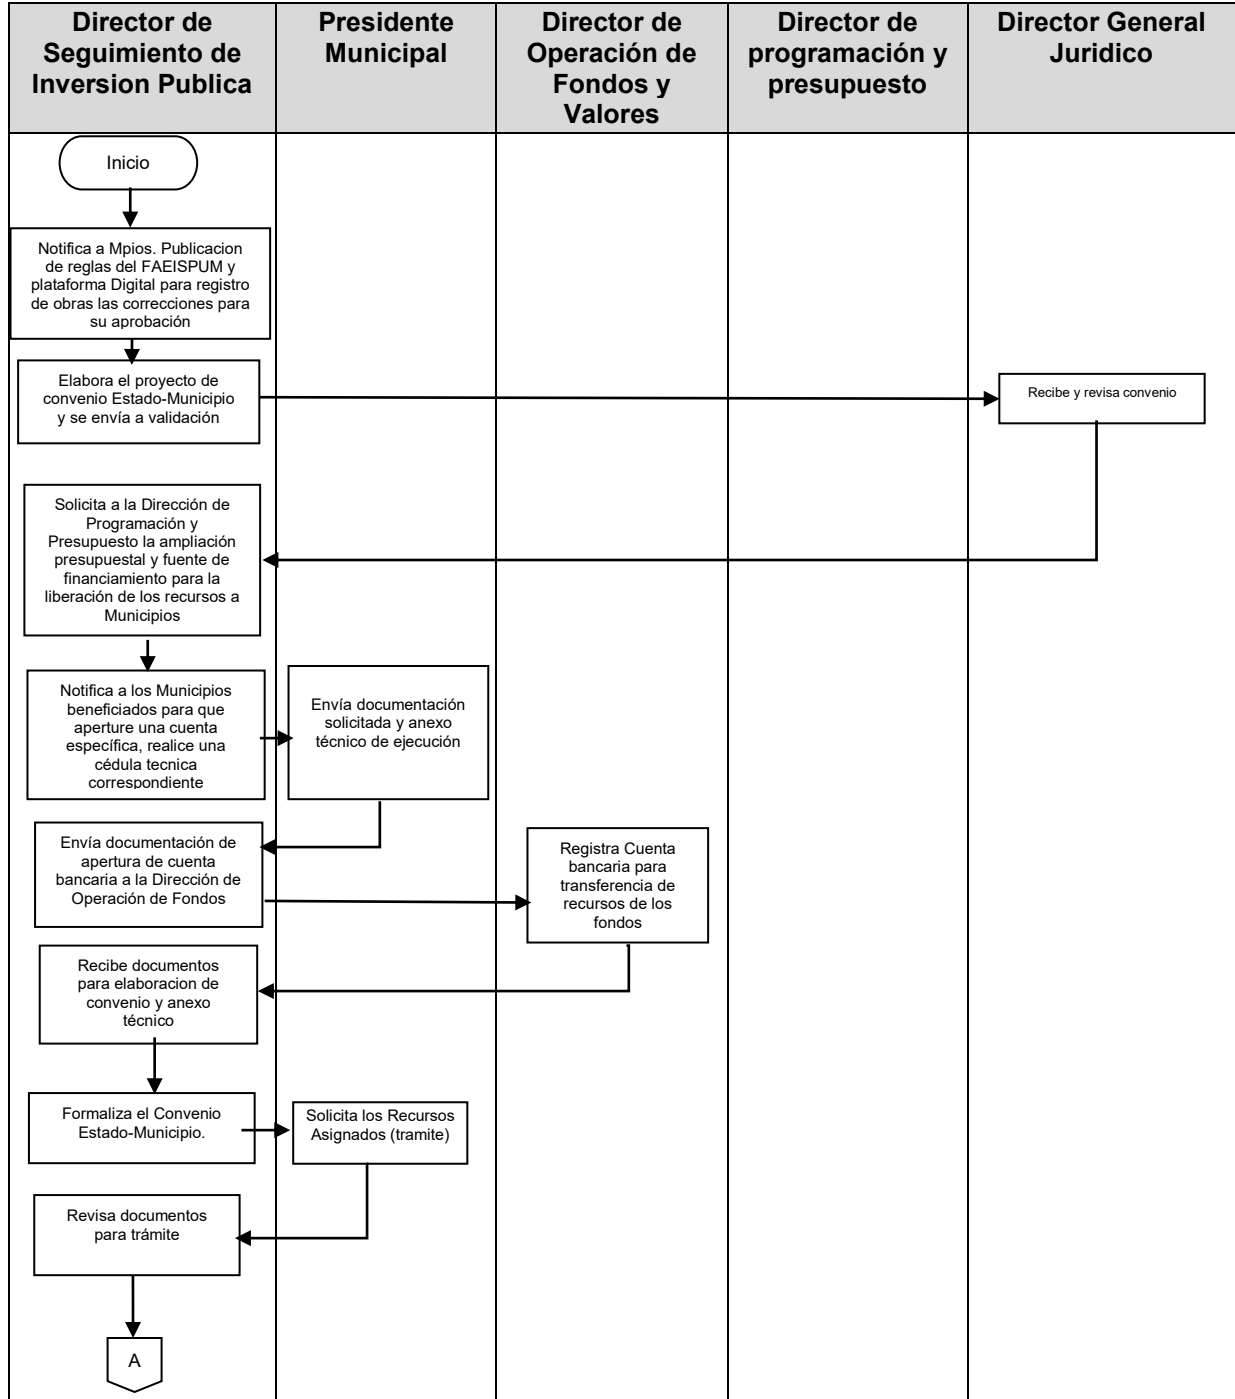 Director de
Seguimiento de
Inversion Publica
Presidente
Municipal
Director de
Operación de
Fondos y
Valores
Director de
programación y
presupuesto
Director General
Juridico
Inicio
Notifica a Mpios. Publicacion
de reglas del FAEISPUM y
plataforma Digital para registro
de obras las correcciones para
su aprobación
Elabora el proyecto de
convenio Estado-Municipio
y se envía a validación
Recibe y revisa convenio
Solicita a la Dirección de
Programación y
Presupuesto la ampliación
presupuestal y fuente de
financiamiento para la
liberación de los recursos a
Municipios
Notifica a los Municipios
beneficiados para que
aperture una cuenta
específica, realice una
cédula tecnica
correspondiente
Envía documentación
solicitada y anexo
técnico de ejecución
Envía documentación de
apertura de cuenta
bancaria a la Dirección de
Operación de Fondos
Registra Cuenta
bancaria para
transferencia de
recursos de los
fondos
Recibe documentos
para elaboracion de
convenio y anexo
técnico
Formaliza el Convenio
Estado-Municipio.
Solicita los Recursos
Asignados (tramite)
Revisa documentos
para trámite
A